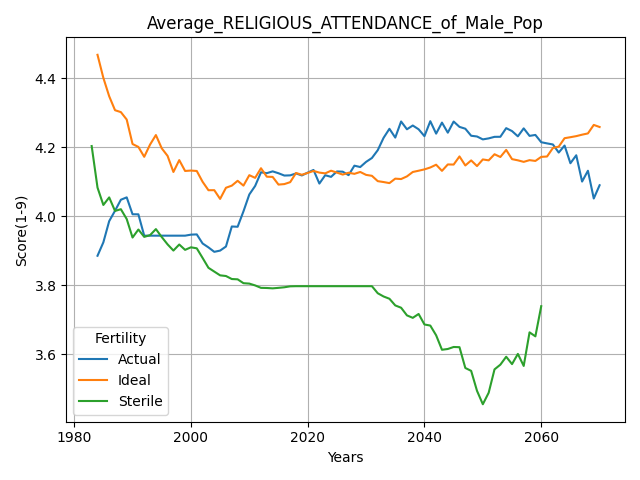 Average_RELIGIOUS_ATTENDANCE_of_Male_Pop
Score(1-9)
4.4
4.2
4.0
3.8
3.6
Fertility
Actual
Ideal
Sterile
1980
2000
2020
2040
2060
Years